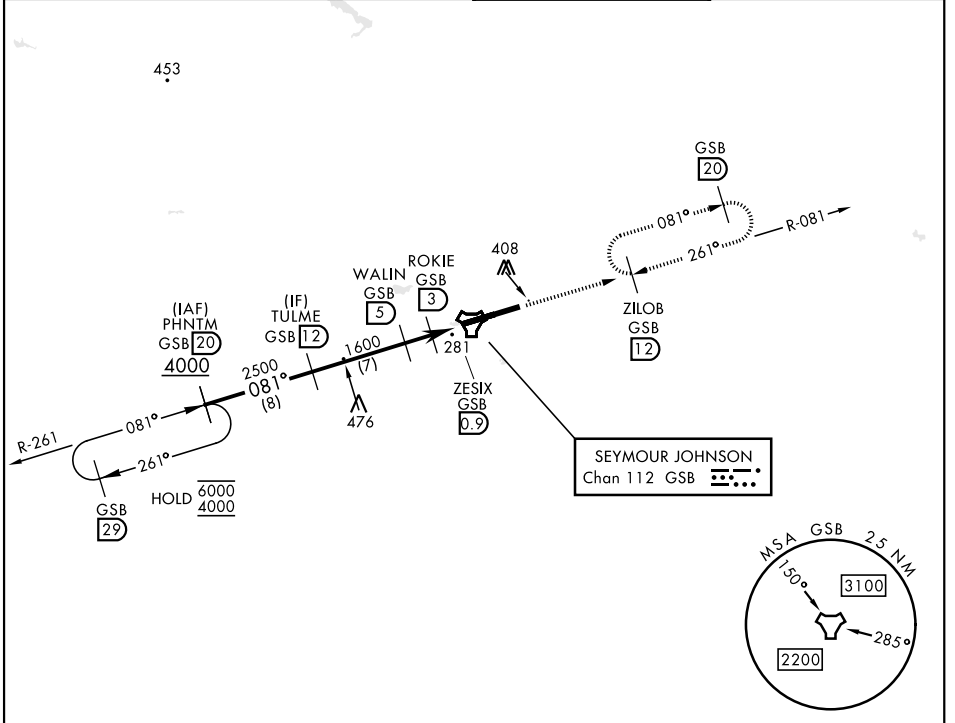 453
GSB
20
081°
R-081
261°
408
ROKIE
GSB
3
WALIN
GSB
5
ZILOB
GSB
12
(IF)
TULME
GSB 12
(IAF)
PHNTM
GSB 20
4000
2500
081°
(8)
1600
(7)
281
476
ZESIX
GSB
0.9
R-261
081°
261°
HOLD 6000
4000
GSB
29
SEYMOUR JOHNSON
Chan 112 GSB
MSA GSB 25 NM
150°
3100
285°
2200